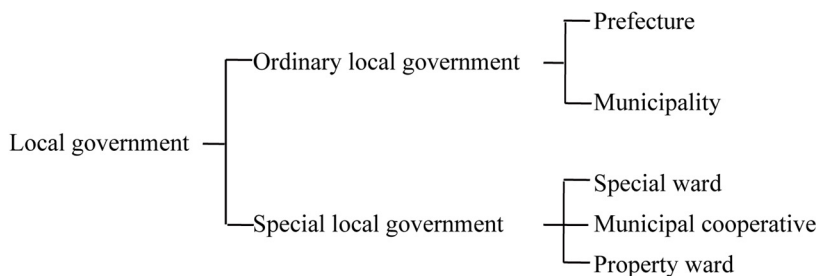 Prefecture
Ordinary local government
Municipality
Local government
Special ward
Special local government
Municipal cooperative
Property ward